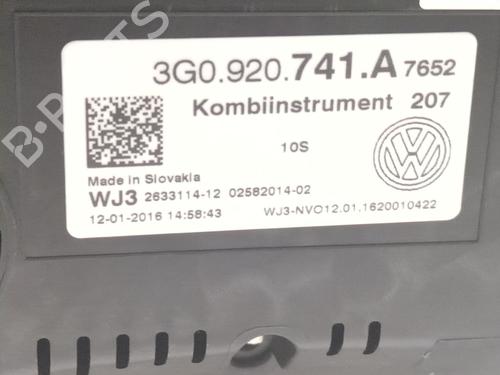 3G0.920.741.A 7652
Kombiinstrument 207
10S
Made in Slovakia
WJ3 2633114-12 02582014-02
12-01-2016 14:58:43 WJ3-NVO12.01,1620010422